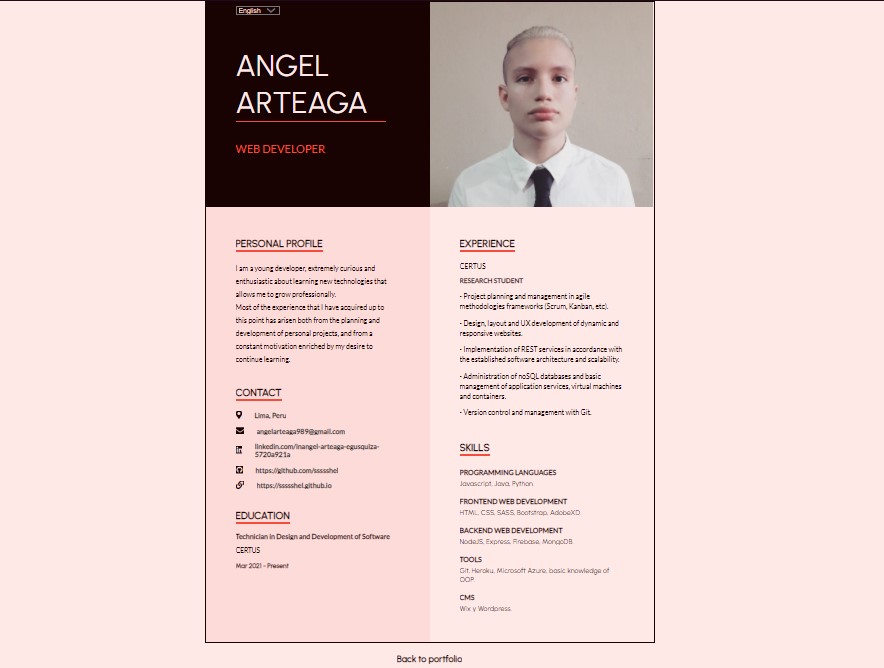 English
ANGEL
ARTEAGA
WEB DEVELOPER
PERSONAL PROFILE
I am a young developer, extremely curious and
enthusiastic about learning new technologies that
allows me to grow professionally.
Most of the experience that I have acquired up to
this point has arisen both from the planning and
development of personal projects, and from a
constant motivation enriched by my desire to
continue learning.
CONTACT
Lima, Peru
angelarteaga989@gmail.com
linkedin.com/in/angel-arteaga-egusquiza-
5720a921a
https://github.com/ssssshel
https://ssssshel.github.io
EDUCATION
Technician in Design and Development of Software
CERTUS
Mar 2021 - Present
EXPERIENCE
CERTUS
RESEARCH STUDENT
- Project planning and management in agile
methodologies frameworks (Scrum, Kanban, etc).
- Design, layout and UX development of dynamic and
responsive websites.
- Implementation of REST services in accordance with
the established software architecture and scalability.
- Administration of noSQL databases and basic
management of application services, virtual machines
and containers.
- Version control and management with Git.
SKILLS
PROGRAMMING LANGUAGES
Javascript, Java, Python.
FRONTEND WEB DEVELOPMENT
HTML, CSS, SASS, Bootstrap, AdobeXD.
BACKEND WEB DEVELOPMENT
NodeJS, Express, Firebase, MongoDB.
TOOLS
Git, Heroku, Microsoft Azure, basic knowledge of
OOP.
CMS
Wix y Wordpress.
Back to portfolio